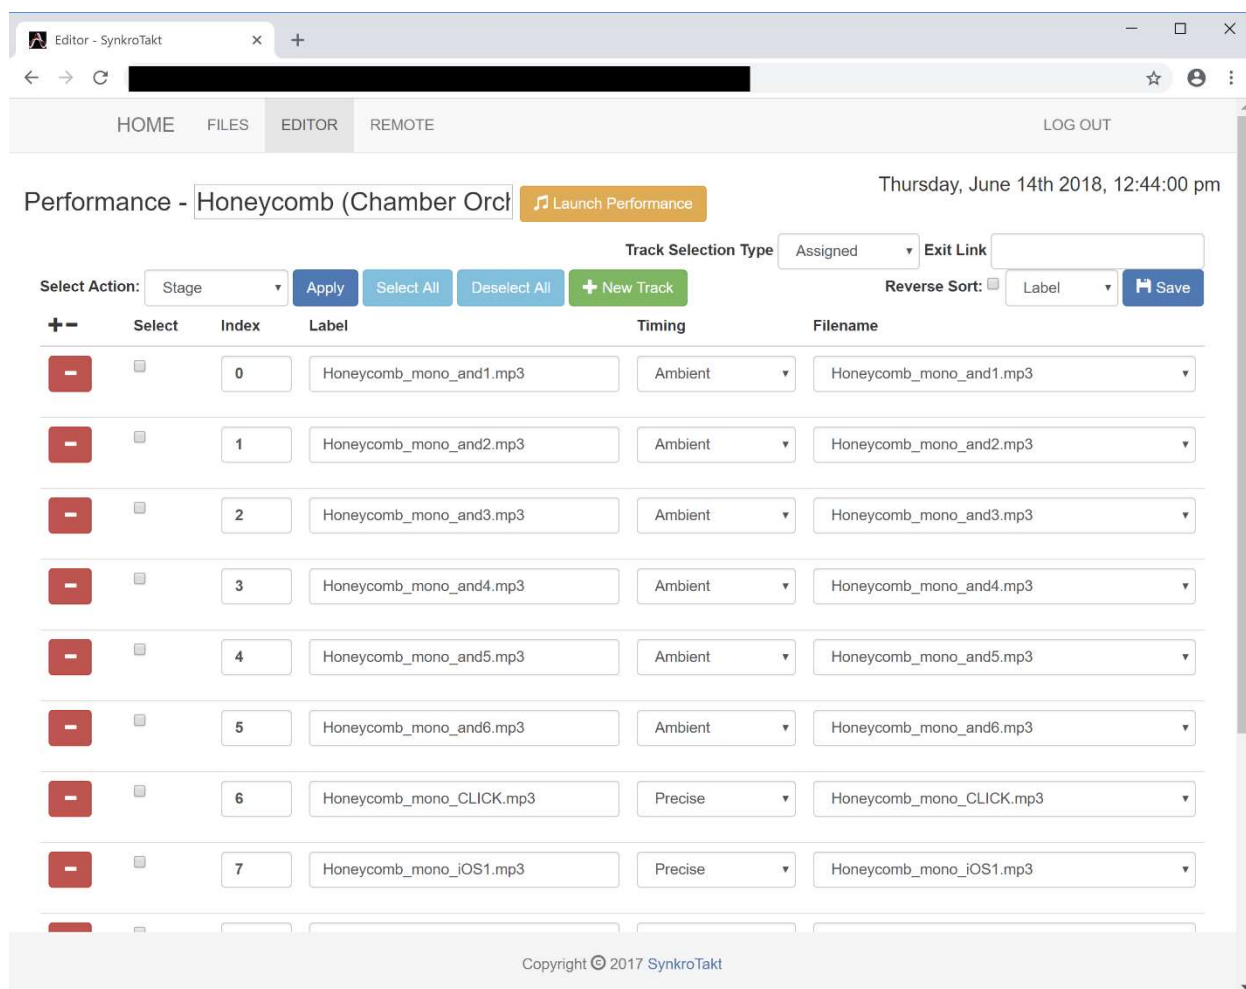 Editor - SynkroTakt
HOME FILES EDITOR REMOTE LOG OUT
Thursday, June 14th 2018, 12:44:00 pm
Performance - Honeycomb (Chamber Orch Launch Performance
Track Selection Type Assigned Exit Link
Select Action: Stage Apply Select All Deselect All New Track Reverse Sort: Label Save
Select Index Label Timing Filename
0 Honeycomb_mono_and1.mp3 Ambient Honeycomb_mono_and1.mp3
1 Honeycomb_mono_and2.mp3 Ambient Honeycomb_mono_and2.mp3
2 Honeycomb_mono_and3.mp3 Ambient Honeycomb_mono_and3.mp3
3 Honeycomb_mono_and4.mp3 Ambient Honeycomb_mono_and4.mp3
4 Honeycomb_mono_and5.mp3 Ambient Honeycomb_mono_and5.mp3
5 Honeycomb_mono_and6.mp3 Ambient Honeycomb_mono_and6.mp3
6 Honeycomb_mono_CLICK.mp3 Precise Honeycomb_mono_CLICK.mp3
7 Honeycomb_mono_iOS1.mp3 Precise Honeycomb_mono_iOS1.mp3
Copyright © 2017 SynkroTakt